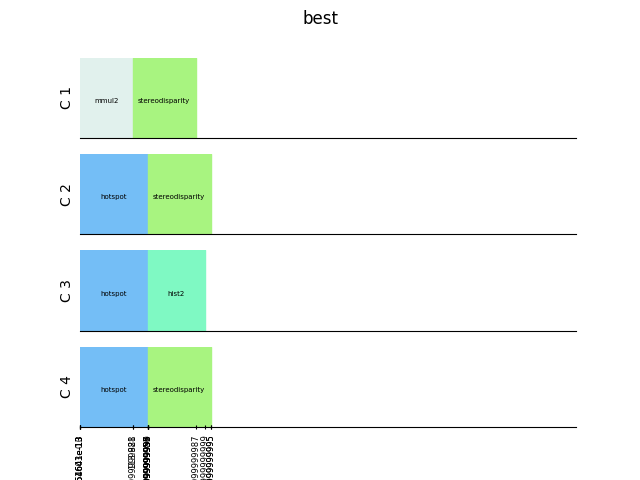 best
C 1
mmul2
stereodisparity
C 2
hotspot
stereodisparity
C 3
hotspot
hist2
C 4
hotspot
stereodisparity